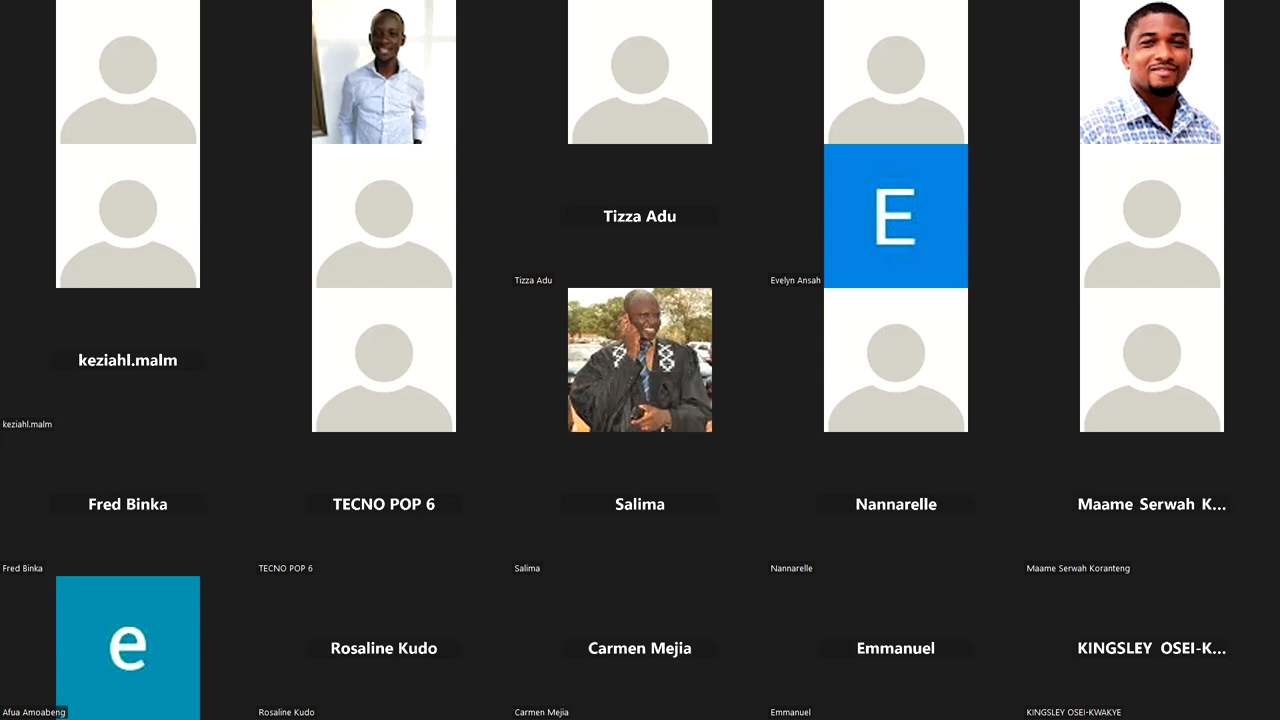 Tizza Adu
E
Tizza Adu
Evelyn Ansah
keziahl.malm
keziahl.malm
Fred Binka
TECNO POP 6
Salima
Nannarelle
Maame Serwah K...
Fred Binka
TECNO POP 6
Salima
Nannarelle
Maame Serwah Koranteng
e
Rosaline Kudo
Carmen Mejia
Emmanuel
KINGSLEY OSEI-K...
Afua Amoabeng
Rosaline Kudo
Carmen Mejia
Emmanuel
KINGSLEY OSEI-KWAKYE